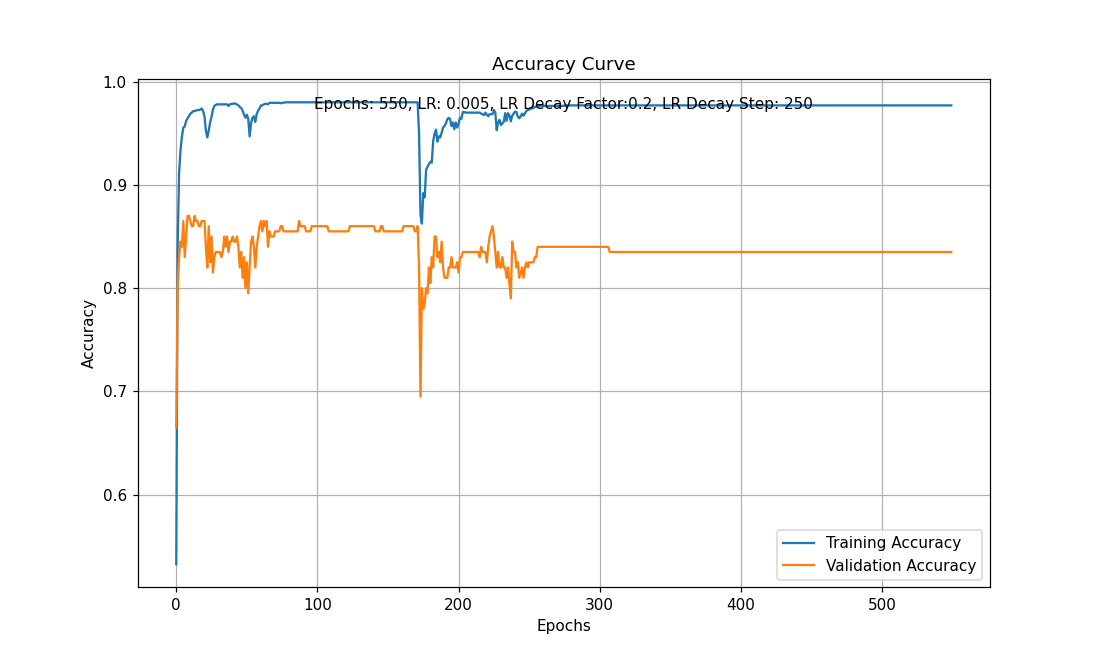 Accuracy Curve
Epochs: 550, LR: 0.005, LR Decay Factor:0.2, LR Decay Step: 250
1.0
0.9
0.8
0.7
0.6
Accuracy
0 100 200 300 400 500
Epochs
Training Accuracy
Validation Accuracy